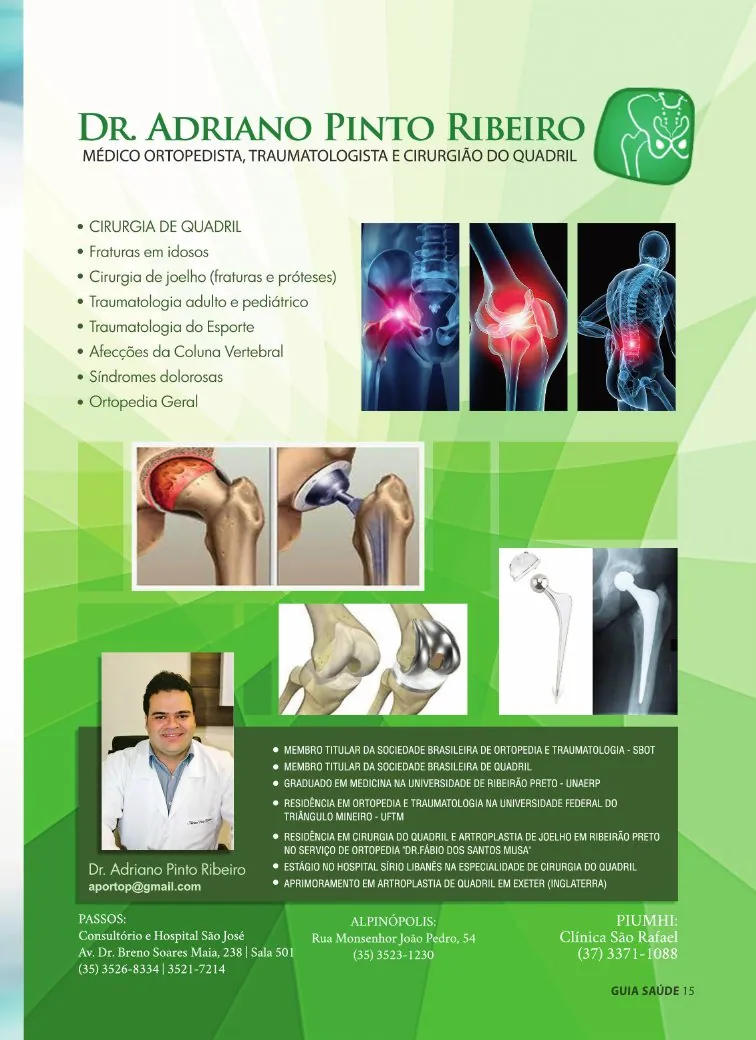 DR. ADRIANO PINTO RIBEIRO
MÉDICO ORTOPEDISTA, TRAUMATOLOGISTA E CIRURGIÃO DO QUADRIL
• CIRURGIA DE QUADRIL
• Fraturas em idosos
• Cirurgia de joelho (fraturas e próteses)
• Traumatologia adulto e pediátrico
• Traumatologia do Esporte
• Afecções da Coluna Vertebral
• Síndromes dolorosas
• Ortopedia Geral
• MEMBRO TITULAR DA SOCIEDADE BRASILEIRA DE ORTOPEDIA E TRAUMATOLOGIA - SBOT
• MEMBRO TITULAR DA SOCIEDADE BRASILEIRA DE QUADRIL
• GRADUADO EM MEDICINA NA UNIVERSIDADE DE RIBEIRÃO PRETO - UNAERP
• RESIDÊNCIA EM ORTOPEDIA E TRAUMATOLOGIA NA UNIVERSIDADE FEDERAL DO
TRIÂNGULO MINEIRO - UFTM
• RESIDÊNCIA EM CIRURGIA DO QUADRIL E ARTROPLASTIA DE JOELHO EM RIBEIRÃO PRETO
NO SERVIÇO DE ORTOPEDIA "DR.FÁBIO DOS SANTOS MUSA"
• ESTÁGIO NO HOSPITAL SÍRIO LIBANÊS NA ESPECIALIDADE DE CIRURGIA DO QUADRIL
• APRIMORAMENTO EM ARTROPLASTIA DE QUADRIL EM EXETER (INGLATERRA)
Dr. Adriano Pinto Ribeiro
aportop@gmail.com
PASSOS:
Consultório e Hospital São José
Av. Dr. Breno Soares Maia, 238 | Sala 501
(35) 3526-8334 | 3521-7214
ALPINÓPOLIS:
Rua Monsenhor João Pedro, 54
(35) 3523-1230
PIUMHI:
Clínica São Rafael
(37) 3371-1088
GUIA SAÚDE 15